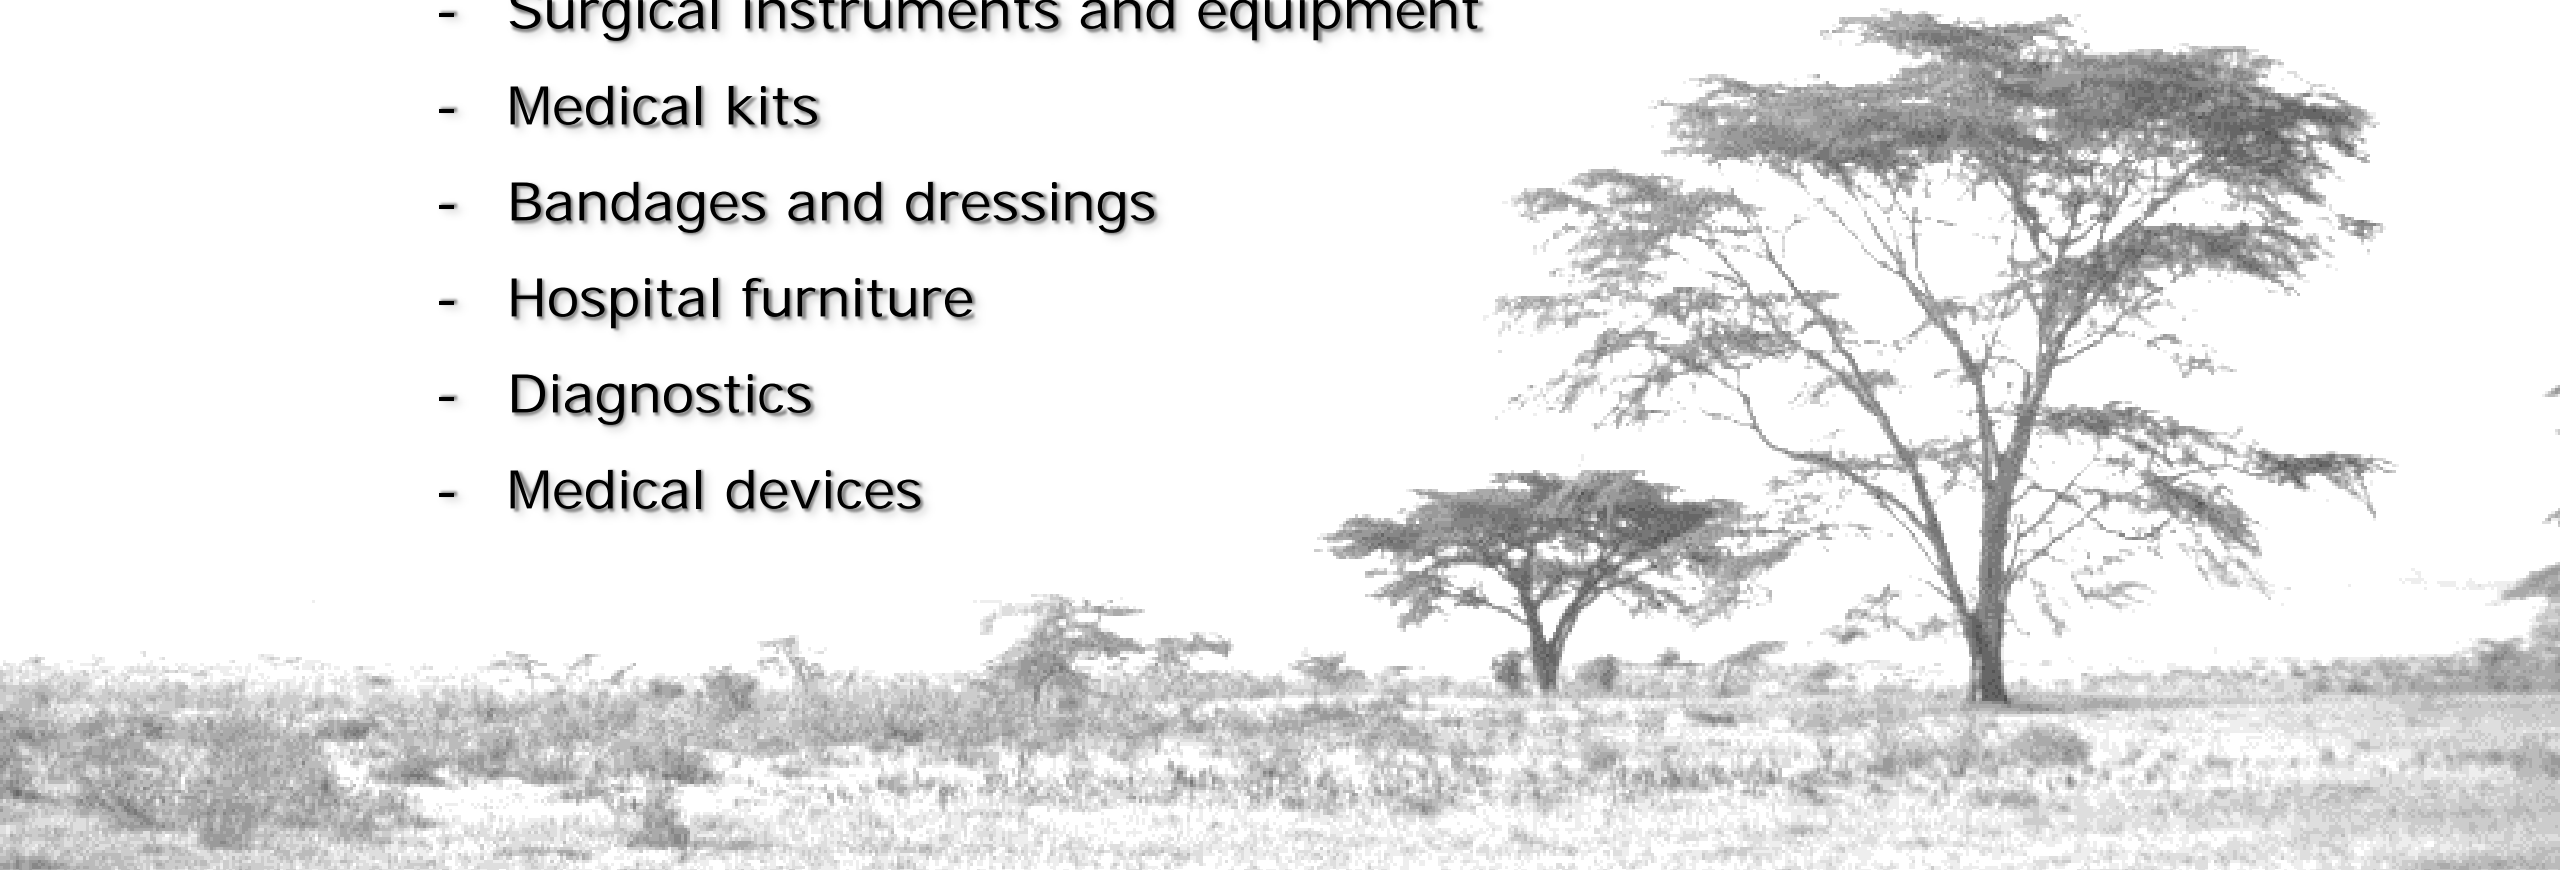 - Surgical instruments and equipment
- Medical kits
- Bandages and dressings
- Hospital furniture
- Diagnostics
- Medical devices